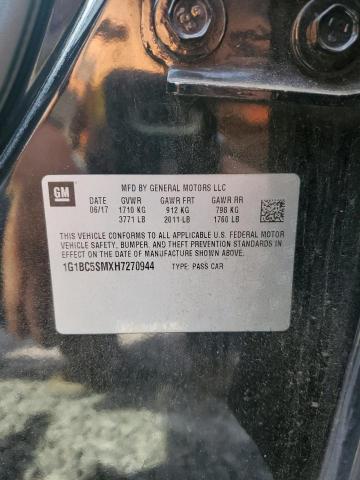 GM
MFD BY GENERAL MOTORS LLC
DATE GVWR GAWR FRT GAWR RR
06/17 1710 KG 912 KG 798 KG
3771 LB 2011 LB 1760 LB
THIS VEHICLE CONFORMS TO ALL APPLICABLE U.S. FEDERAL MOTOR
VEHICLE SAFETY, BUMPER, AND THEFT PREVENTION STANDARDS IN
EFFECT ON THE DATE OF MANUFACTURE SHOWN ABOVE.
1G1BC5SMXH7270944 TYPE: PASS CAR